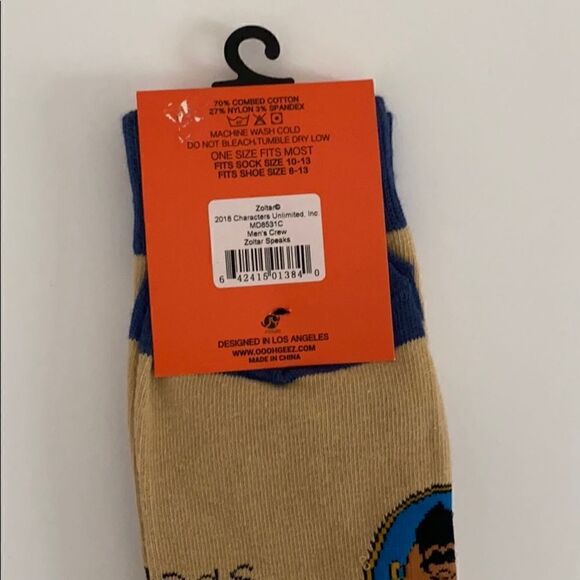 70% COMBED COTTON
27% NYLON 3% SPANDEX
MACHINE WASH COLD
DO NOT BLEACH.TUMBLE DRY LOW
ONE SIZE FITS MOST
FITS SOCK SIZE 10-13
FITS SHOE SIZE 8-13
Zoltar©
2018 Characters Unlimited, Inc
MD8531C
Men's Crew
Zoltar Speaks
6 42415 01384 0
DESIGNED IN LOS ANGELES
WWW.OOOHGEEZ.COM
MADE IN CHINA